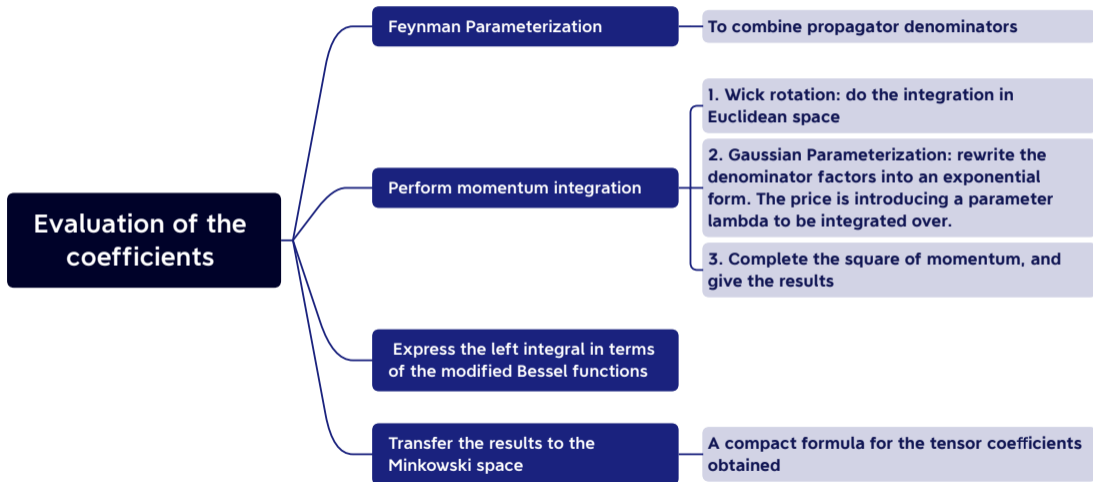 Evaluation of the
coefficients
Feynman Parameterization
To combine propagator denominators
Perform momentum integration
1. Wick rotation: do the integration in
Euclidean space
2. Gaussian Parameterization: rewrite the
denominator factors into an exponential
form. The price is introducing a parameter
lambda to be integrated over.
3. Complete the square of momentum, and
give the results
Express the left integral in terms
of the modified Bessel functions
Transfer the results to the
Minkowski space
A compact formula for the tensor coefficients
obtained